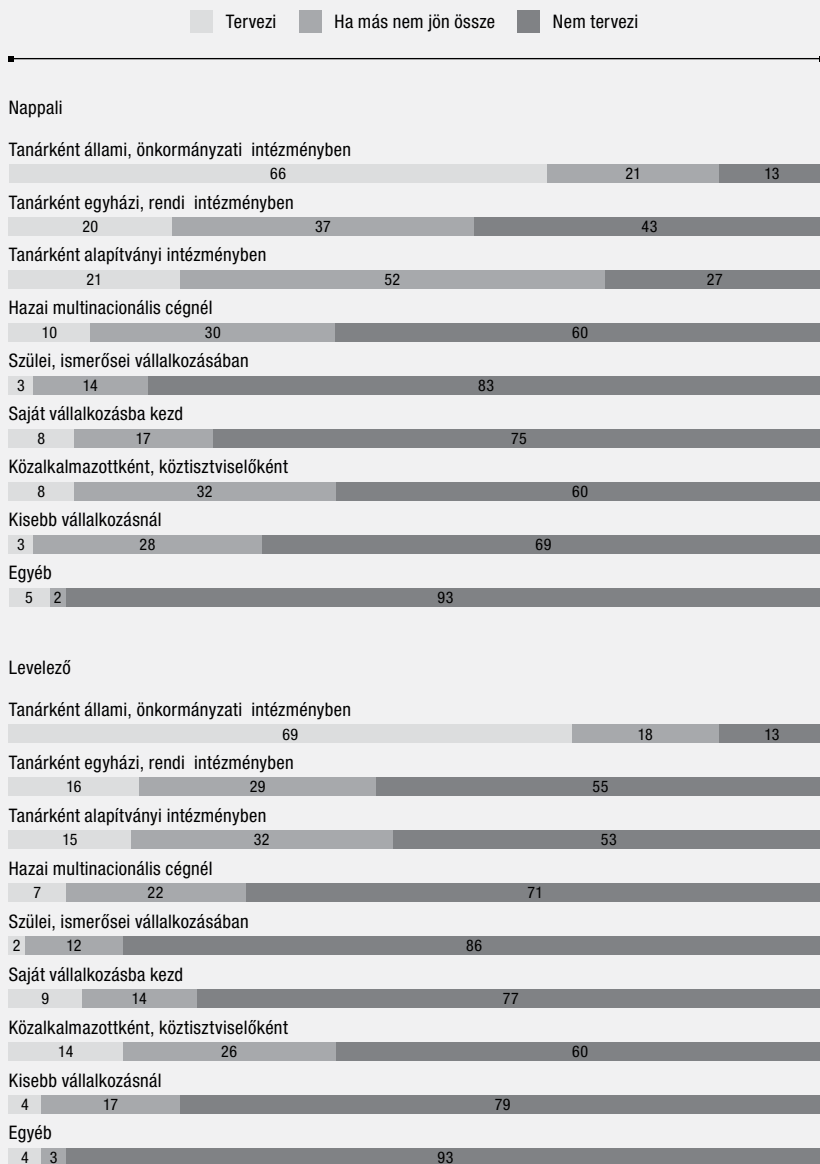 Tervezi Ha más nem jön össze Nem tervezi
Nappali
Tanárként állami, önkormányzati intézményben
66 21 13
Tanárként egyházi, rendi intézményben
20 37 43
Tanárként alapítványi intézményben
21 52 27
Hazai multinacionális cégnél
10 30 60
Szülei, ismerősei vállalkozásában
3 14 83
Saját vállalkozásba kezd
8 17 75
Közalkalmazottként, köztisztviselőként
8 32 60
Kisebb vállalkozásnál
3 28 69
Egyéb
5 2 93
Levelező
Tanárként állami, önkormányzati intézményben
69 18 13
Tanárként egyházi, rendi intézményben
16 29 55
Tanárként alapítványi intézményben
15 32 53
Hazai multinacionális cégnél
7 22 71
Szülei, ismerősei vállalkozásában
2 12 86
Saját vállalkozásba kezd
9 14 77
Közalkalmazottként, köztisztviselőként
14 26 60
Kisebb vállalkozásnál
4 17 79
Egyéb
4 3 93